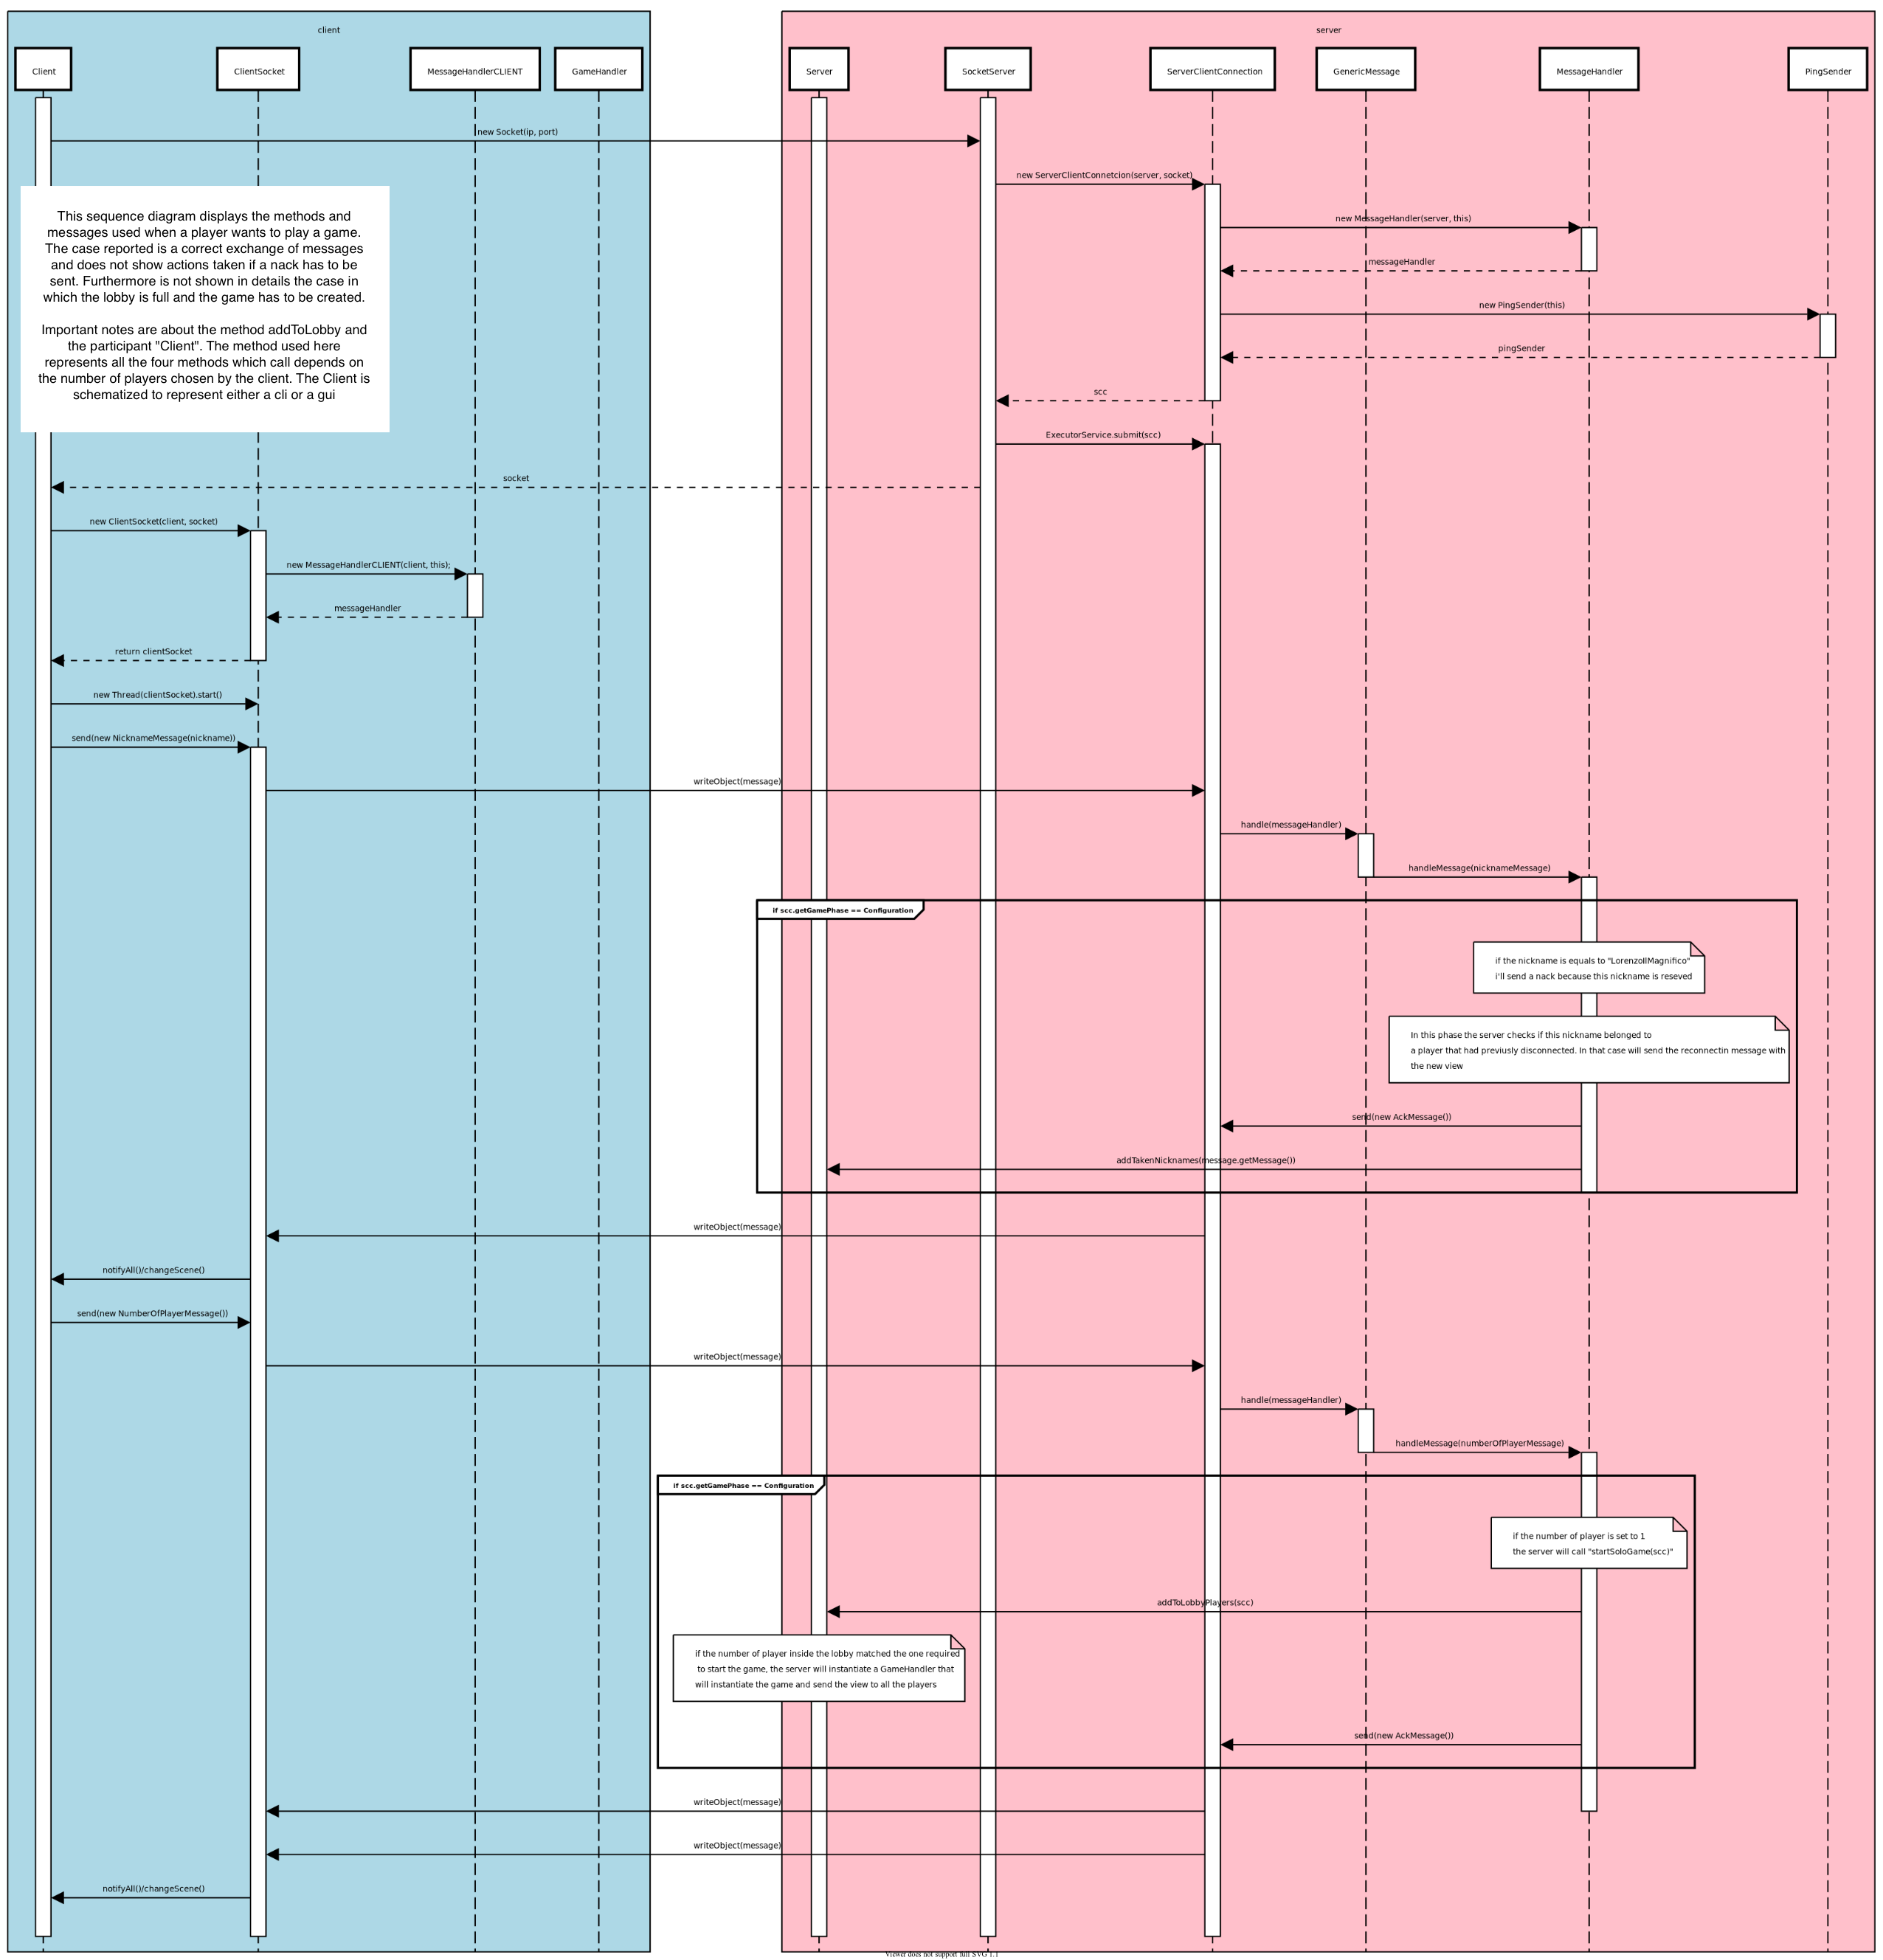 client
server
Client
ClientSocket
MessageHandlerCLIENT
GameHandler
Server
SocketServer
ServerClientConnection
GenericMessage
MessageHandler
PingSender
new Socket(ip, port)
new ServerClientConnetcion(server, socket)
This sequence diagram displays the methods and
messages used when a player wants to play a game.
The case reported is a correct exchange of messages
and does not show actions taken if a nack has to be
sent. Furthermore is not shown in details the case in
which the lobby is full and the game has to be created.
Important notes are about the method addToLobby and
the participant "Client". The method used here
represents all the four methods which call depends on
the number of players chosen by the client. The Client is
schematized to represent either a cli or a gui
new MessageHandler(server, this)
messageHandler
new PingSender(this)
pingSender
scc
ExecutorService.submit(scc)
socket
new ClientSocket(client, socket)
new MessageHandlerCLIENT(client, this);
messageHandler
return clientSocket
new Thread(clientSocket).start()
send(new NicknameMessage(nickname))
writeObject(message)
handle(messageHandler)
handleMessage(nicknameMessage)
if scc.getGamePhase == Configuration
if the nickname is equals to "LorenzoIlMagnifico"
i'll send a nack because this nickname is reseved
In this phase the server checks if this nickname belonged to
a player that had previusly disconnected. In that case will send the reconnectin message with
the new view
send(new AckMessage())
addTakenNicknames(message.getMessage())
writeObject(message)
notifyAll()/changeScene()
send(new NumberOfPlayerMessage())
writeObject(message)
handle(messageHandler)
handleMessage(numberOfPlayerMessage)
if scc.getGamePhase == Configuration
if the number of player is set to 1
the server will call "startSoloGame(scc)"
addToLobbyPlayers(scc)
if the number of player inside the lobby matched the one required
to start the game, the server will instantiate a GameHandler that
will instantiate the game and send the view to all the players
send(new AckMessage())
writeObject(message)
writeObject(message)
notifyAll()/changeScene()
Viewer does not support full SVG 1.1